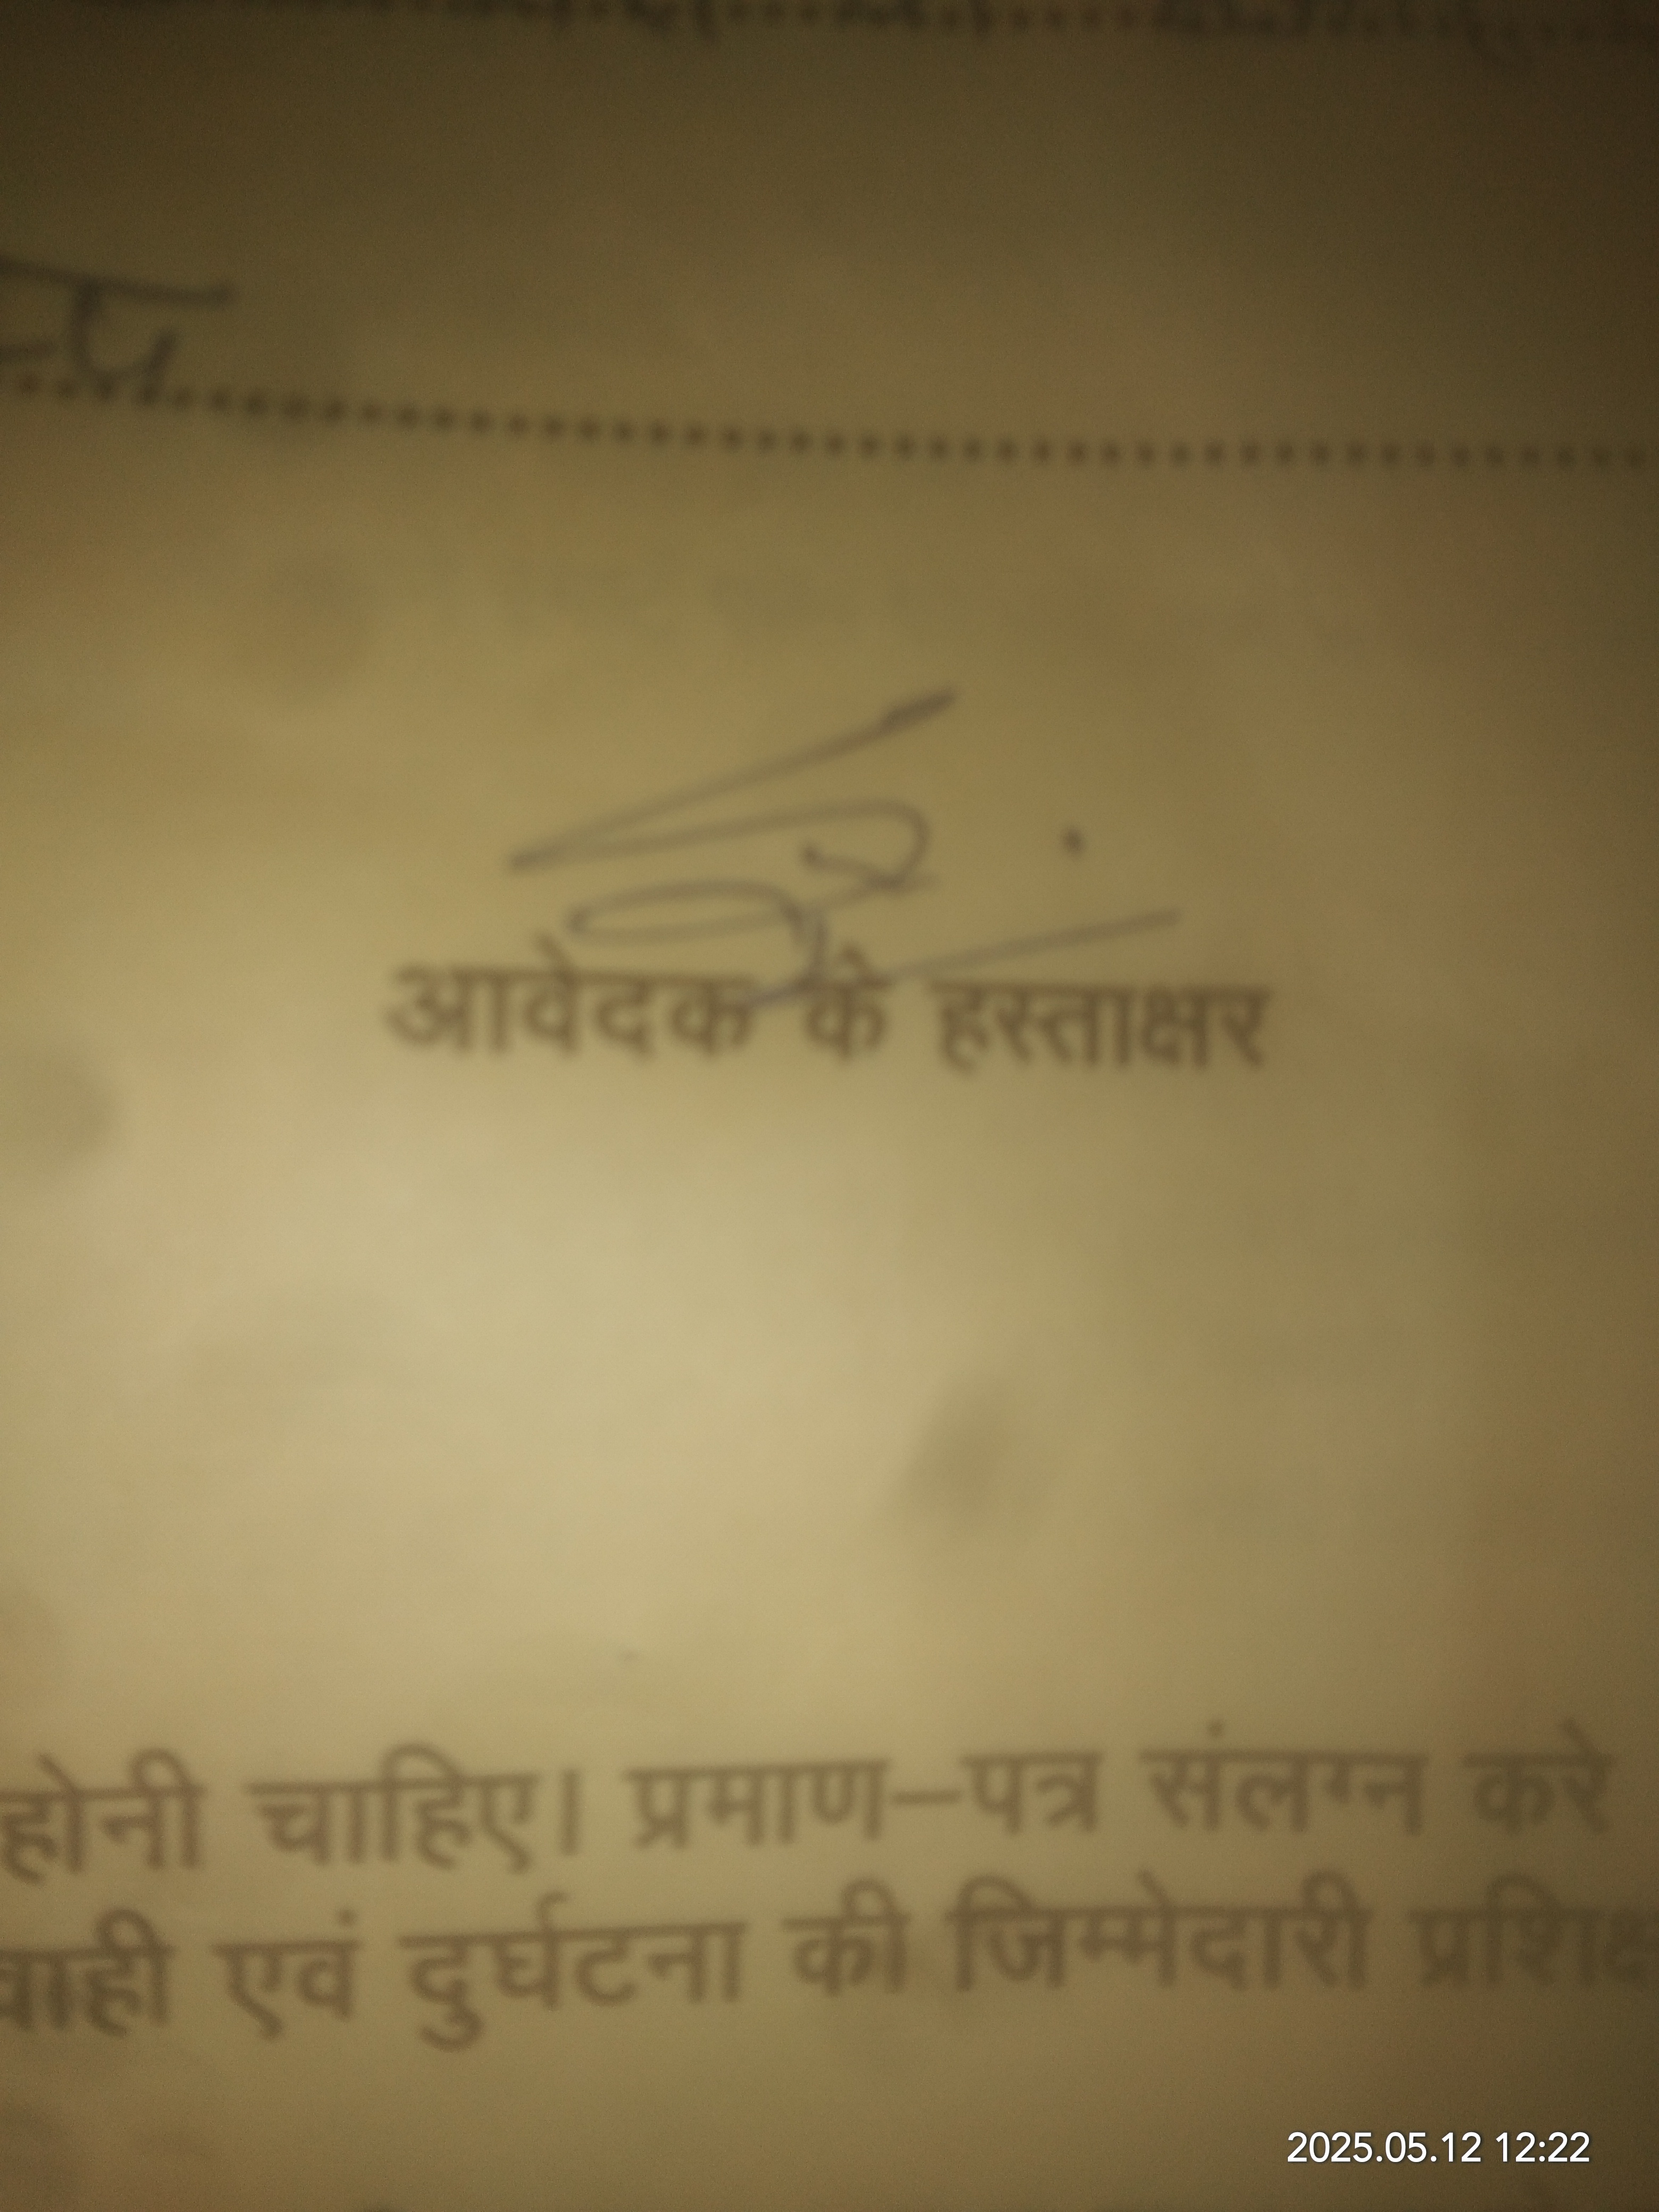 आवेदक के हस्ताक्षर
होनी चाहिए। प्रमाण–पत्र संलग्न करे
एवं दुर्घटना की जिम्मेदारी
2025.05.12 12:22